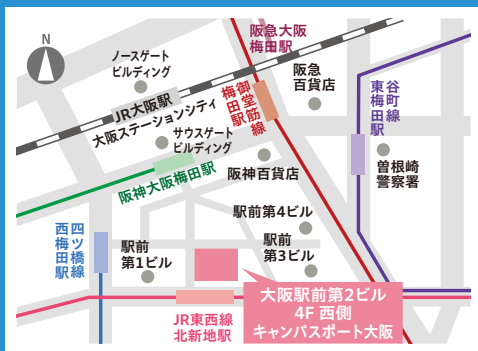 N
ノースゲート
ビルディング
阪急大阪
梅田駅
阪急
百貨店
JR大阪駅
大阪ステーションシティ
サウスゲート
ビルディング
御堂筋線
梅田駅
谷町線
東梅田駅
阪神大阪梅田駅
阪神百貨店
曽根崎
警察署
四ツ橋線
西梅田駅
駅前
第1ビル
駅前第4ビル
駅前
第3ビル
JR東西線
北新地駅
大阪駅前第2ビル
4F 西側
キャンパスポート大阪